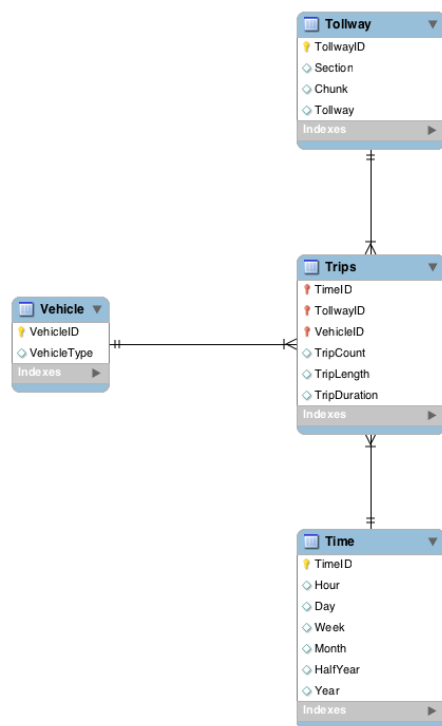 Tollway
TollwayID
Section
Chunk
Tollway
Indexes
Trips
TimeID
TollwayID
VehicleID
TripCount
TripLength
TripDuration
Indexes
Vehicle
VehicleID
VehicleType
Indexes
Time
TimeID
Hour
Day
Week
Month
HalfYear
Year
Indexes